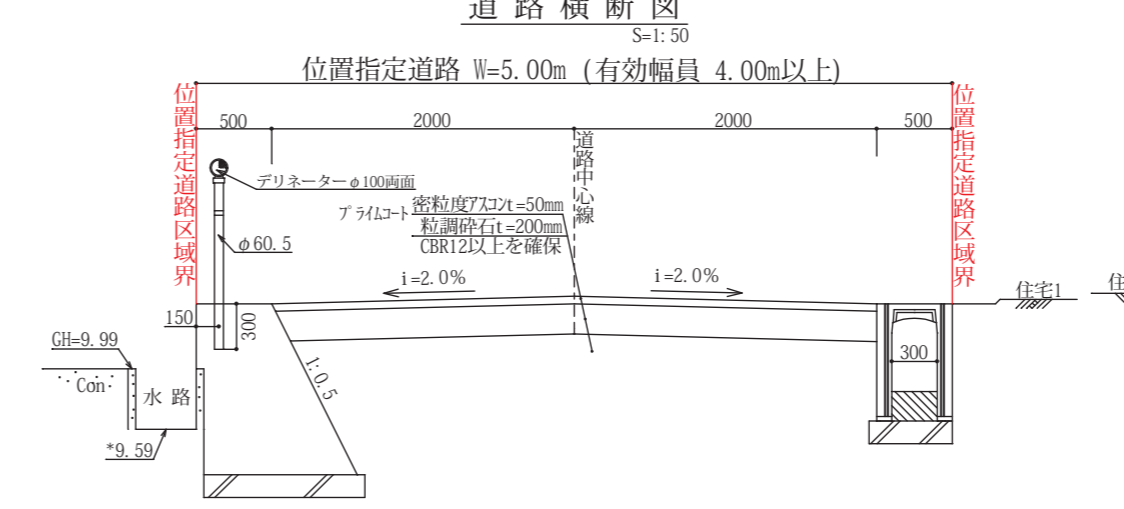 道路横断図
S=1:50
位置指定道路 W=5.00m (有効幅員 4.00m以上)
位置指定道路区域界
位置指定道路区域界
500
2000
2000
500
道路中心線
デリネーターφ100両面
プライムコート
密粒度アスコンt=50mm
粒調砕石t=200mm
CBR12以上を確保
φ60.5
i=2.0%
i=2.0%
住宅1
150
300
GH=9.99
1:0.5
300
Con
水 路
*9.59